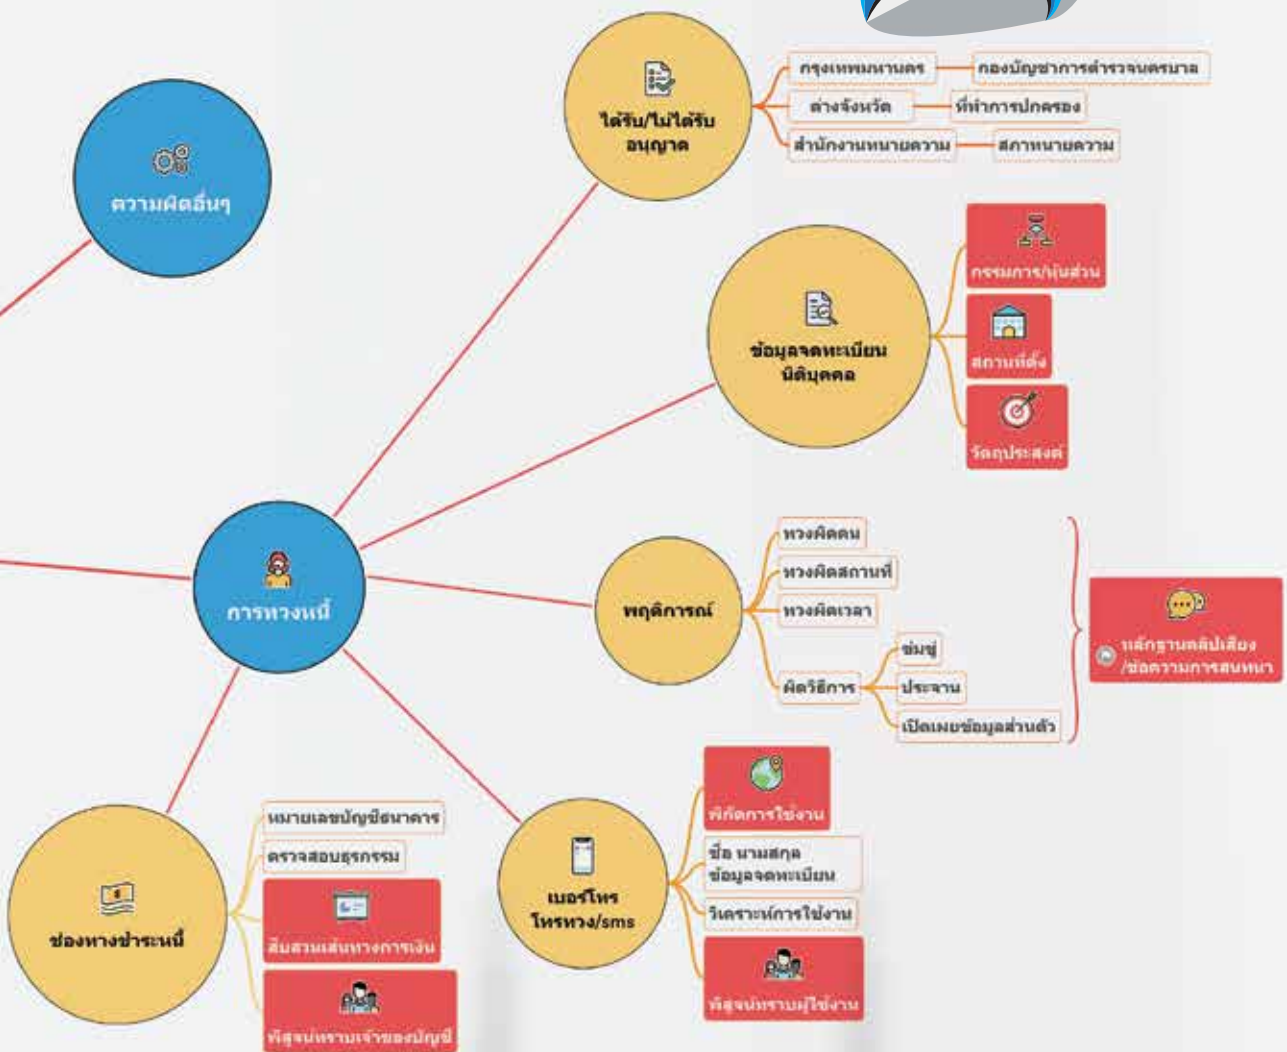 ความผิดอื่นๆ
ได้รับ/ไม่ได้รับ
อนุญาต
กรุงเทพมหานคร
กองบัญชาการตำรวจนครบาล
ต่างจังหวัด
ที่ทำการปกครอง
สำนักงานทนายความ
สภาทนายความ
ข้อมูลจดทะเบียน
นิติบุคคล
กรรมการ/หุ้นส่วน
สถานที่ตั้ง
วัตถุประสงค์
การทวงหนี้
พฤติการณ์
ทวงผิดคน
ทวงผิดสถานที่
ทวงผิดเวลา
ผิดวิธีการ
ข่มขู่
ประจาน
เปิดเผยข้อมูลส่วนตัว
หลักฐานคลิปเสียง
/ข้อความการสนทนา
ช่องทางชำระหนี้
หมายเลขบัญชีธนาคาร
ตรวจสอบธุรกรรม
สืบสวนเส้นทางการเงิน
พิสูจน์ทราบเจ้าของบัญชี
เบอร์โทร
โทรทวง/sms
พิกัดการใช้งาน
ชื่อ นามสกุล
ข้อมูลจดทะเบียน
วิเคราะห์การใช้งาน
พิสูจน์ทราบผู้ใช้งาน